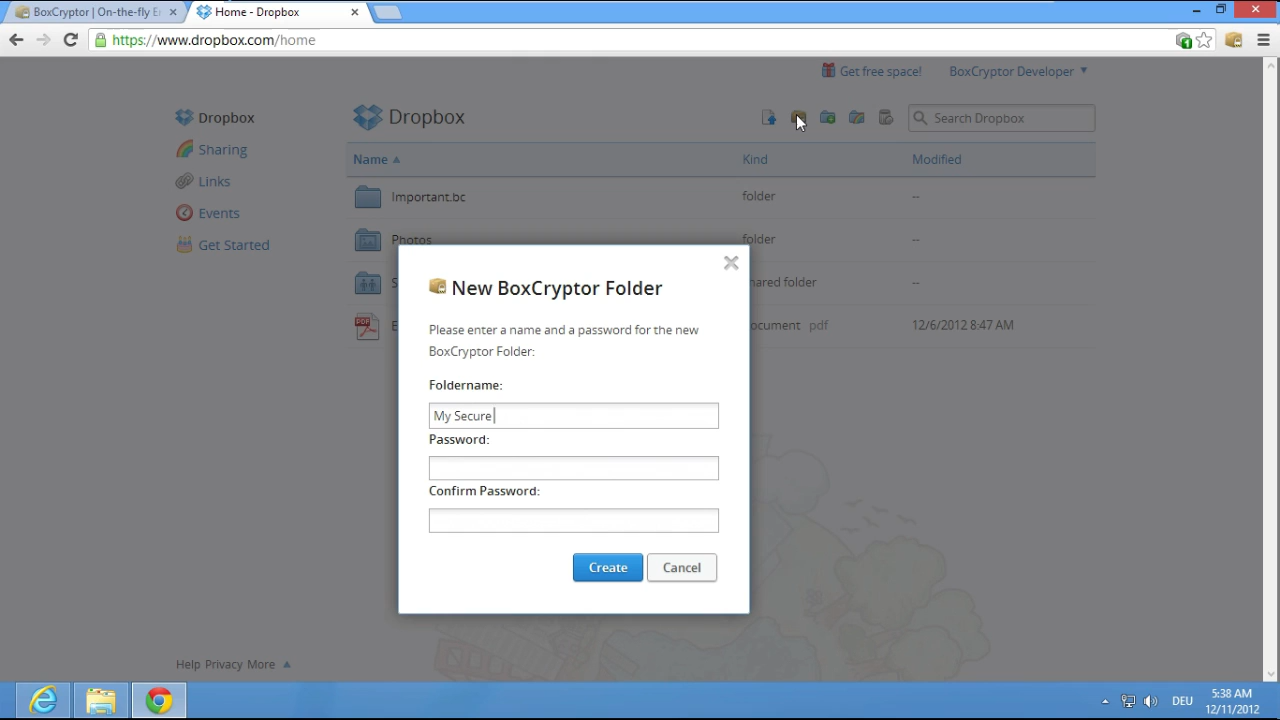 BoxCryptor | On-the-fly E
Home - Dropbox
https://www.dropbox.com/home
Get free space!
BoxCryptor Developer
Dropbox
Sharing
Links
Events
Get Started
Dropbox
Search Dropbox
Name
Kind
Modified
Important.bc
folder
--
Photos
folder
--
S
hared folder
--
PDF
ocument pdf
12/6/2012 8:47 AM
New BoxCryptor Folder
Please enter a name and a password for the new
BoxCryptor Folder:
Foldername:
My Secure
Password:
Confirm Password:
Create
Cancel
Help Privacy More
DEU
5:38 AM
12/11/2012